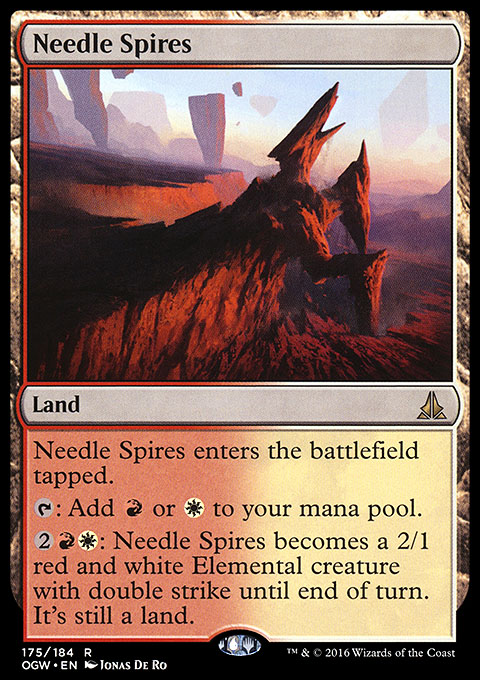 Needle Spires
Land
Needle Spires enters the battlefield
tapped.
: Add or to your mana pool.
2: Needle Spires becomes a 2/1
red and white Elemental creature
with double strike until end of turn.
It's still a land.
175/184 R
OGW • EN Jonas De Ro
™ & © 2016 Wizards of the Coast